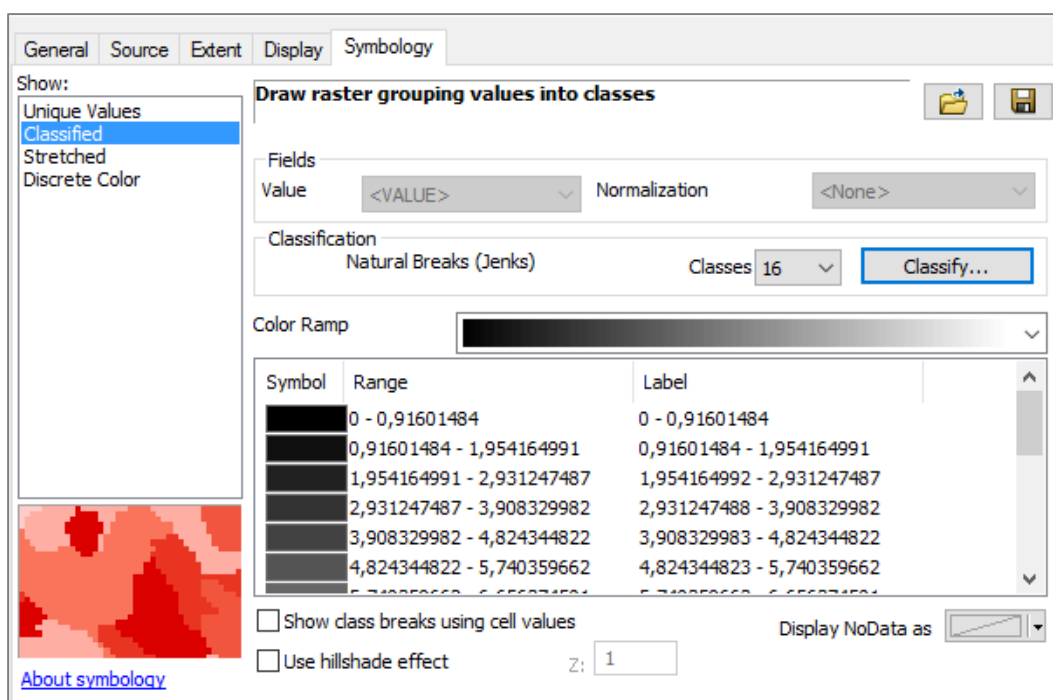 General Source Extent Display Symbology
Show:
Unique Values
Classified
Stretched
Discrete Color
About symbology
Draw raster grouping values into classes
Fields
Value <VALUE> Normalization <None>
Classification
Natural Breaks (Jenks) Classes 16 Classify...
Color Ramp
Symbol Range Label
0 - 0,91601484 0 - 0,91601484
0,91601484 - 1,954164991 0,91601484 - 1,954164991
1,954164991 - 2,931247487 1,954164992 - 2,931247487
2,931247487 - 3,908329982 2,931247488 - 3,908329982
3,908329982 - 4,824344822 3,908329983 - 4,824344822
4,824344822 - 5,740359662 4,824344823 - 5,740359662
Show class breaks using cell values
Display NoData as
Use hillshade effect Z: 1